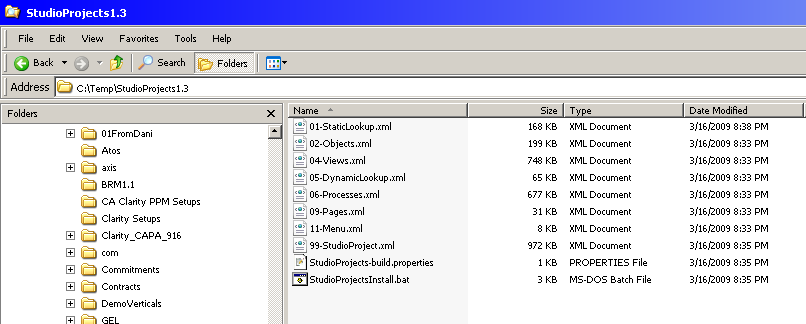 StudioProjects1.3
File Edit View Favorites Tools Help
Back Search Folders
Address C:\Temp\StudioProjects1.3
Folders
01FromDani
Atos
axis
BRM1.1
CA Clarity PPM Setups
Clarity Setups
Clarity_CAPA_916
com
Commitments
Contracts
DemoVerticals
GEL
Name Size Type Date Modified
01-StaticLookup.xml 168 KB XML Document 3/16/2009 8:38 PM
02-Objects.xml 199 KB XML Document 3/16/2009 8:33 PM
04-Views.xml 748 KB XML Document 3/16/2009 8:33 PM
05-DynamicLookup.xml 65 KB XML Document 3/16/2009 8:33 PM
06-Processes.xml 677 KB XML Document 3/16/2009 8:33 PM
09-Pages.xml 31 KB XML Document 3/16/2009 8:33 PM
11-Menu.xml 8 KB XML Document 3/16/2009 8:33 PM
99-StudioProject.xml 972 KB XML Document 3/16/2009 8:35 PM
StudioProjects-build.properties 1 KB PROPERTIES File 3/16/2009 8:35 PM
StudioProjectsInstall.bat 3 KB MS-DOS Batch File 3/16/2009 8:35 PM